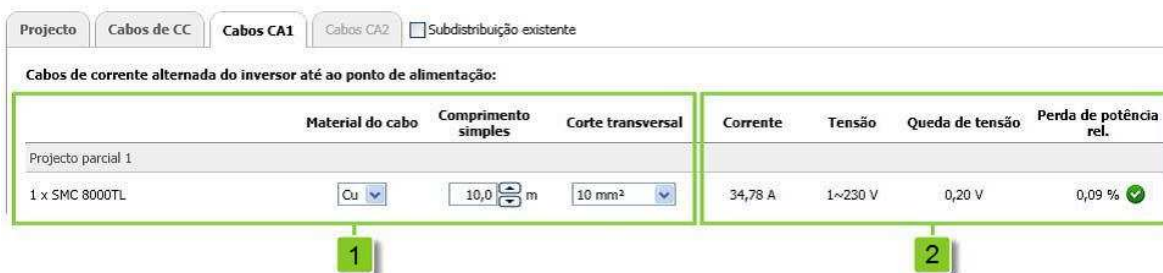 Projecto Cabos de CC Cabos CA1 Cabos CA2 Subdistribuição existente
Cabos de corrente alternada do inversor até ao ponto de alimentação:
Material do cabo Comprimento simples Corte transversal Corrente Tensão Queda de tensão Perda de potência rel.
Projecto parcial 1
1 x SMC 8000TL Cu 10,0 m 10 mm² 34,78 A 1~230 V 0,20 V 0,09 %
1 2